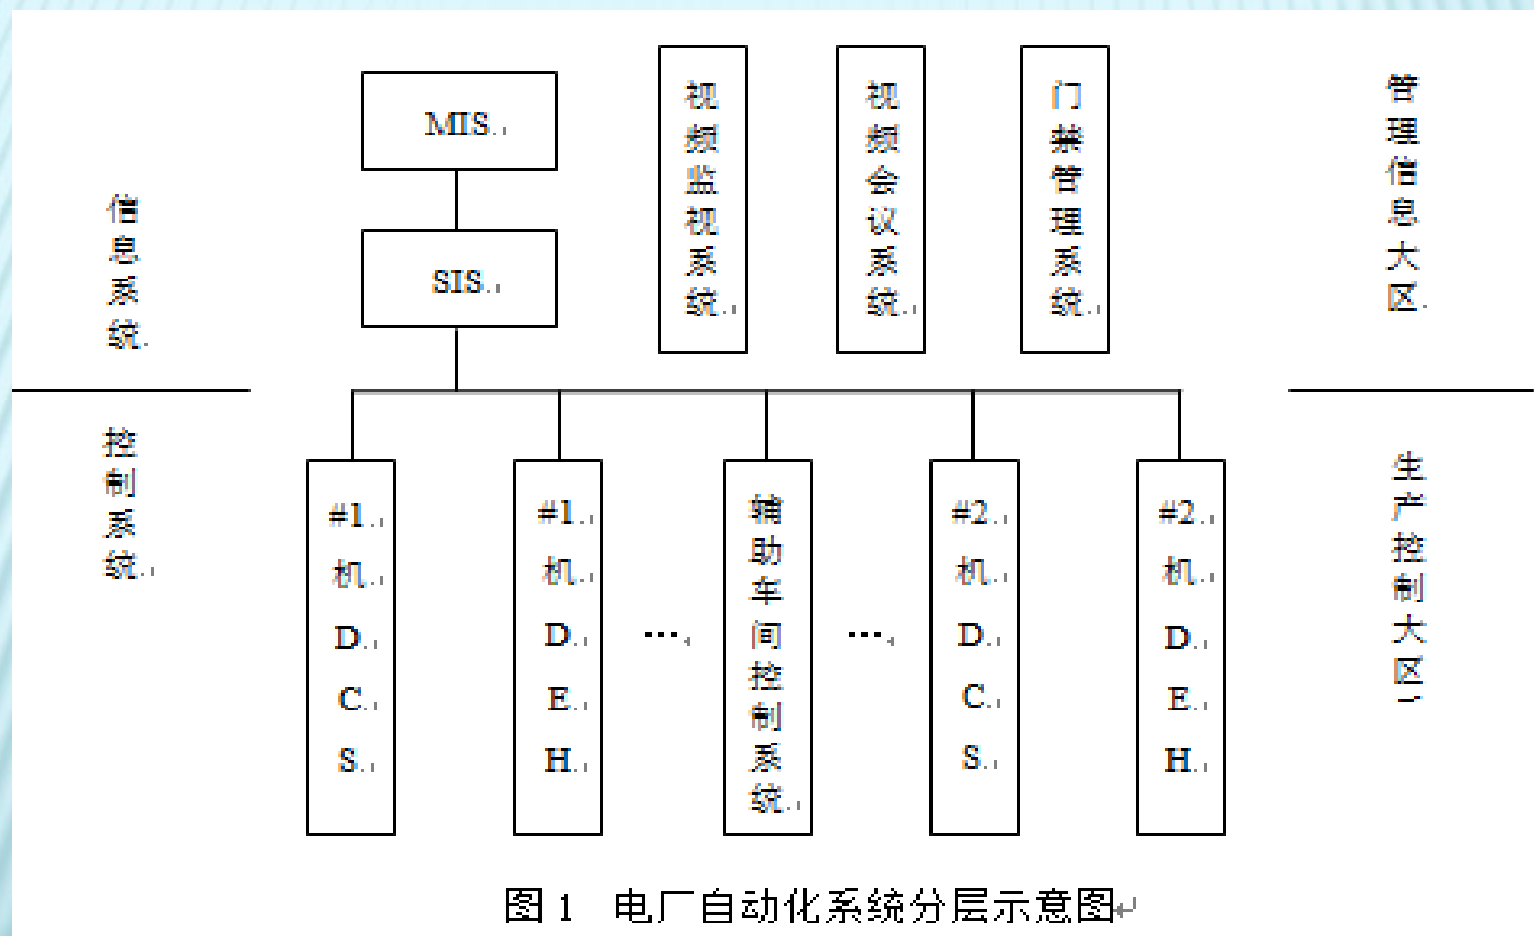 MIS
SIS
视频监视系统
视频会议系统
门禁管理系统
信息系统
管理信息大区
控制系统
生产控制大区
#1机DCS
#1机DEH
…
辅助车间控制系统
…
#2机DCS
#2机DEH
图 1 电厂自动化系统分层示意图